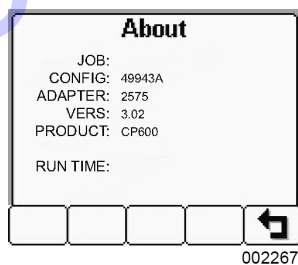 About
JOB:
CONFIG: 49943A
ADAPTER: 2575
VERS: 3.02
PRODUCT: CP600
RUN TIME:
002267